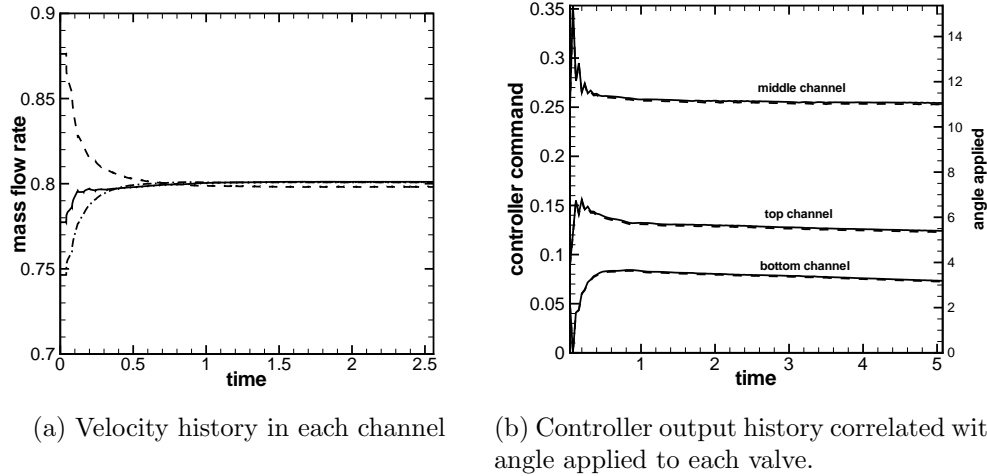 0.9
0.85
0.8
0.75
0.7
mass flow rate
0 0.5 1 1.5 2 2.5
time
0.35
0.3
0.25
0.2
0.15
0.1
0.05
0
controller command
middle channel
top channel
bottom channel
14
12
10
8
6
4
2
0
angle applied
0 1 2 3 4 5
time
(a) Velocity history in each channel
(b) Controller output history correlated wit
angle applied to each valve.